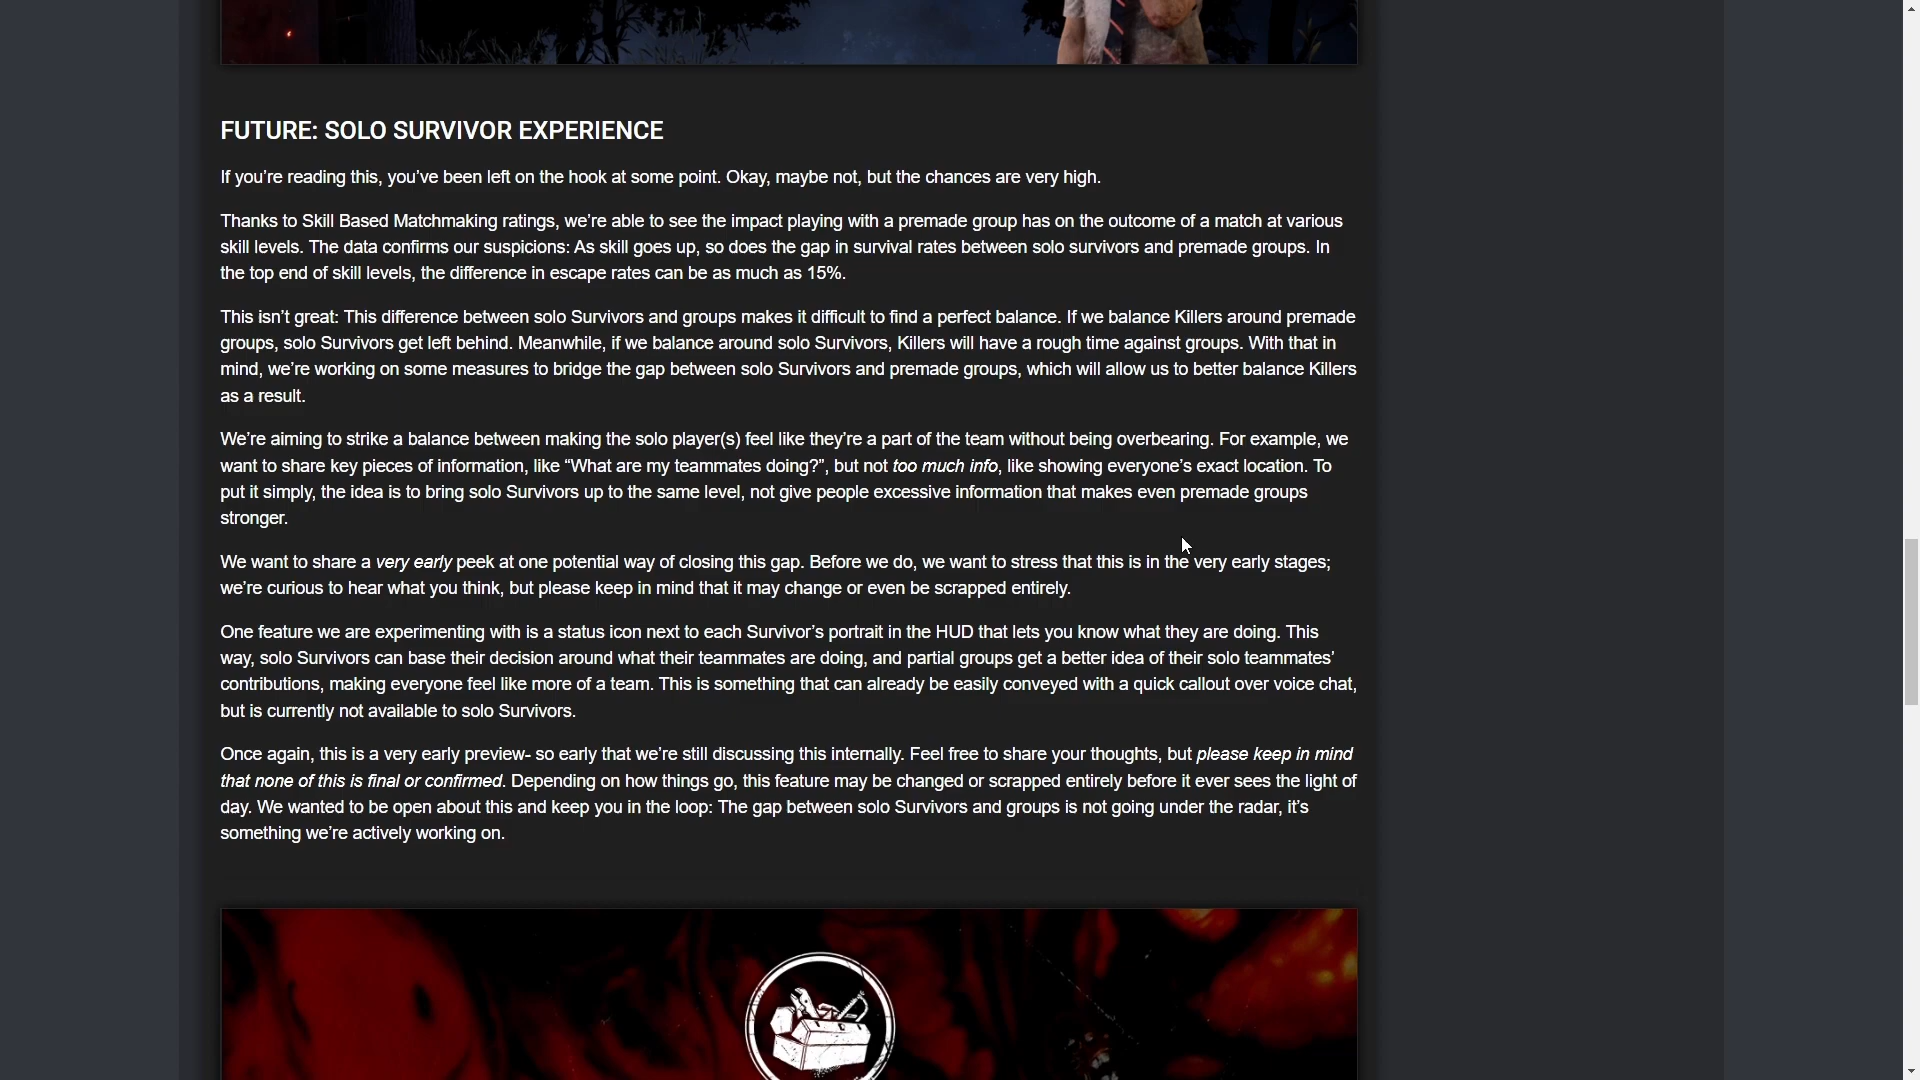 FUTURE: SOLO SURVIVOR EXPERIENCE
If you’re reading this, you’ve been left on the hook at some point. Okay, maybe not, but the chances are very high.
Thanks to Skill Based Matchmaking ratings, we’re able to see the impact playing with a premade group has on the outcome of a match at various
skill levels. The data confirms our suspicions: As skill goes up, so does the gap in survival rates between solo survivors and premade groups. In
the top end of skill levels, the difference in escape rates can be as much as 15%.
This isn’t great: This difference between solo Survivors and groups makes it difficult to find a perfect balance. If we balance Killers around premade
groups, solo Survivors get left behind. Meanwhile, if we balance around solo Survivors, Killers will have a rough time against groups. With that in
mind, we’re working on some measures to bridge the gap between solo Survivors and premade groups, which will allow us to better balance Killers
as a result.
We’re aiming to strike a balance between making the solo player(s) feel like they’re a part of the team without being overbearing. For example, we
want to share key pieces of information, like “What are my teammates doing?”, but not too much info, like showing everyone’s exact location. To
put it simply, the idea is to bring solo Survivors up to the same level, not give people excessive information that makes even premade groups
stronger.
We want to share a very early peek at one potential way of closing this gap. Before we do, we want to stress that this is in the very early stages;
we’re curious to hear what you think, but please keep in mind that it may change or even be scrapped entirely.
One feature we are experimenting with is a status icon next to each Survivor’s portrait in the HUD that lets you know what they are doing. This
way, solo Survivors can base their decision around what their teammates are doing, and partial groups get a better idea of their solo teammates’
contributions, making everyone feel like more of a team. This is something that can already be easily conveyed with a quick callout over voice chat,
but is currently not available to solo Survivors.
Once again, this is a very early preview- so early that we’re still discussing this internally. Feel free to share your thoughts, but please keep in mind
that none of this is final or confirmed. Depending on how things go, this feature may be changed or scrapped entirely before it ever sees the light of
day. We wanted to be open about this and keep you in the loop: The gap between solo Survivors and groups is not going under the radar, it’s
something we’re actively working on.